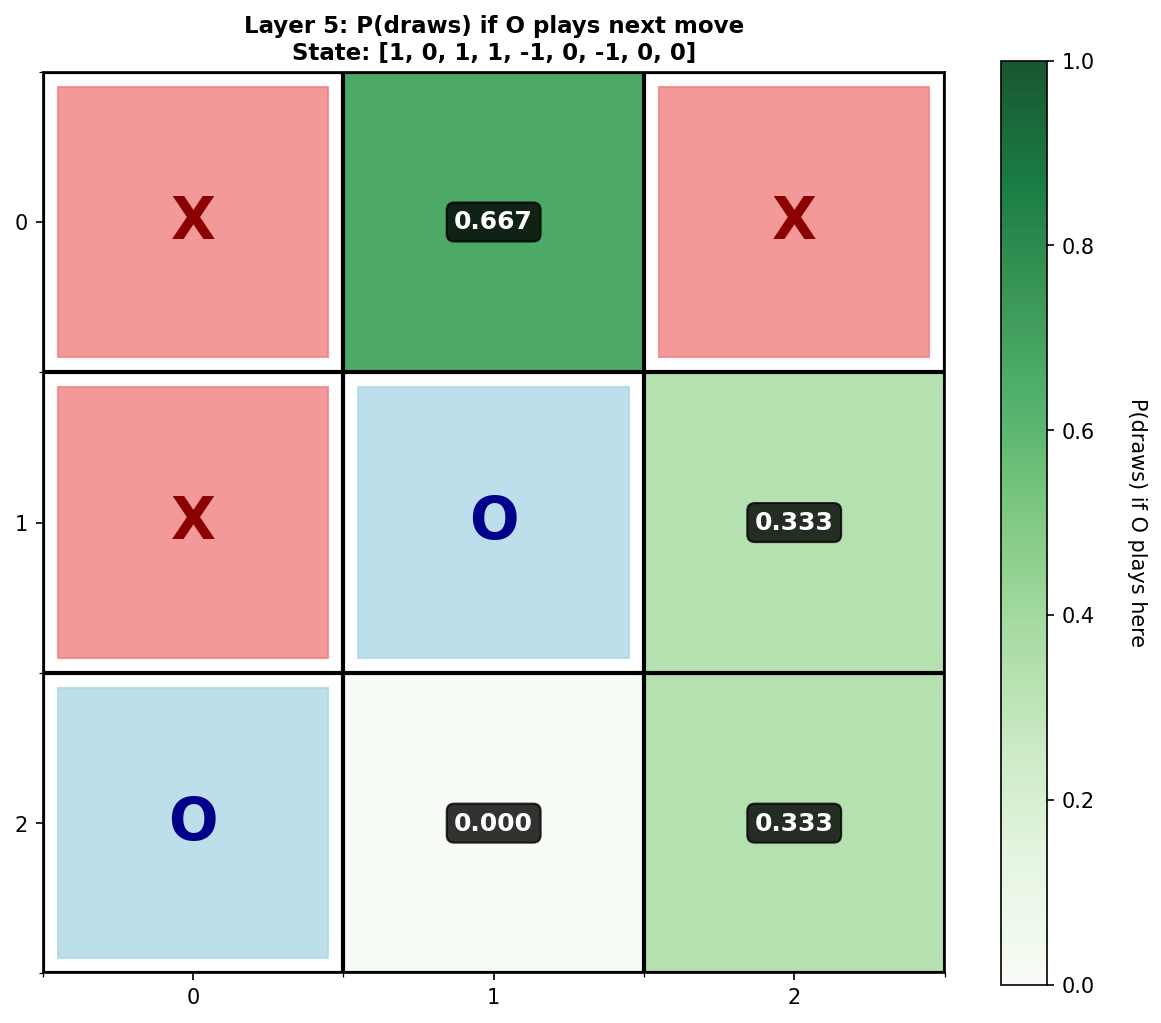 Layer 5: P(draws) if O plays next move
State: [1, 0, 1, 1, -1, 0, -1, 0, 0]
0
X
0.667
X
1
X
O
0.333
2
O
0.000
0.333
0
1
2
1.0
0.8
0.6
0.4
0.2
0.0
P(draws) if O plays here